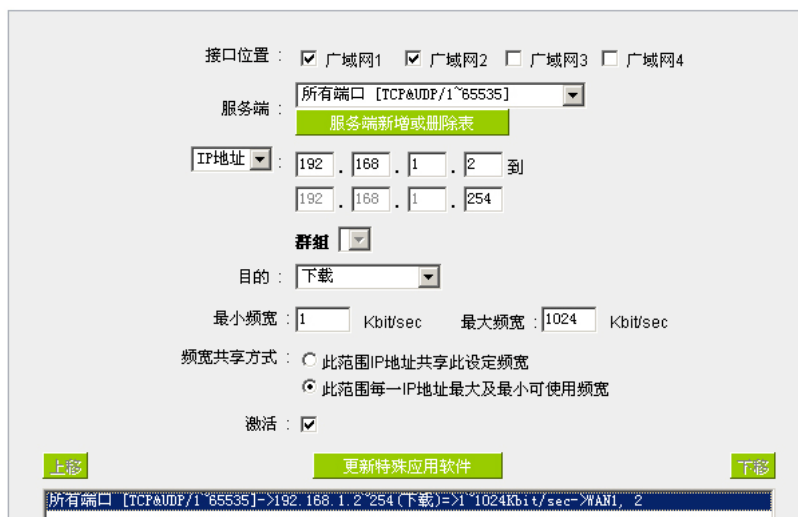 接口位置 : 广域网1 广域网2 广域网3 广域网4
服务端 : 所有端口 [TCP&UDP/1~65535]
服务端新增或删除表
IP地址 : 192 . 168 . 1 . 2 到
192 . 168 . 1 . 254
群组
目的 : 下载
最小频宽 : 1 Kbit/sec 最大频宽 : 1024 Kbit/sec
频宽共享方式 : 此范围IP地址共享此设定频宽
此范围每一IP地址最大及最小可使用频宽
激活 :
上移 更新特殊应用软件 下移
所有端口 [TCP&UDP/1~65535]->192.168.1.2~254(下载)=>1~1024Kbit/sec->WAN1, 2